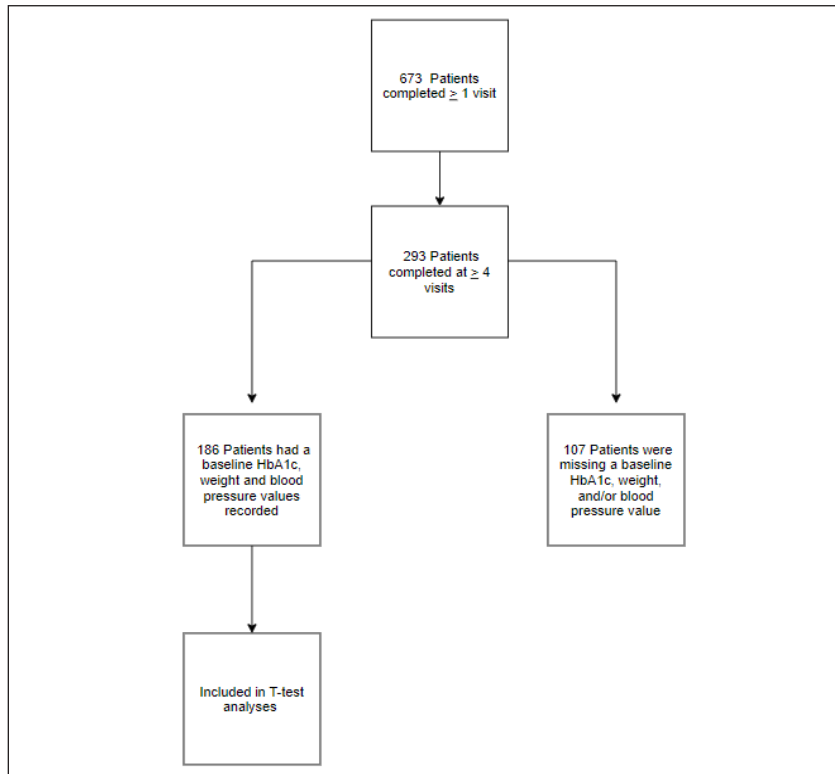 673  Patients
completed ≥ 1 visit
293 Patients
completed at ≥ 4
visits
186 Patients had a
baseline HbA1c,
weight and blood
pressure values
recorded
107 Patients were
missing a baseline
HbA1c, weight,
and/or blood
pressure value
Included in T-test
analyses